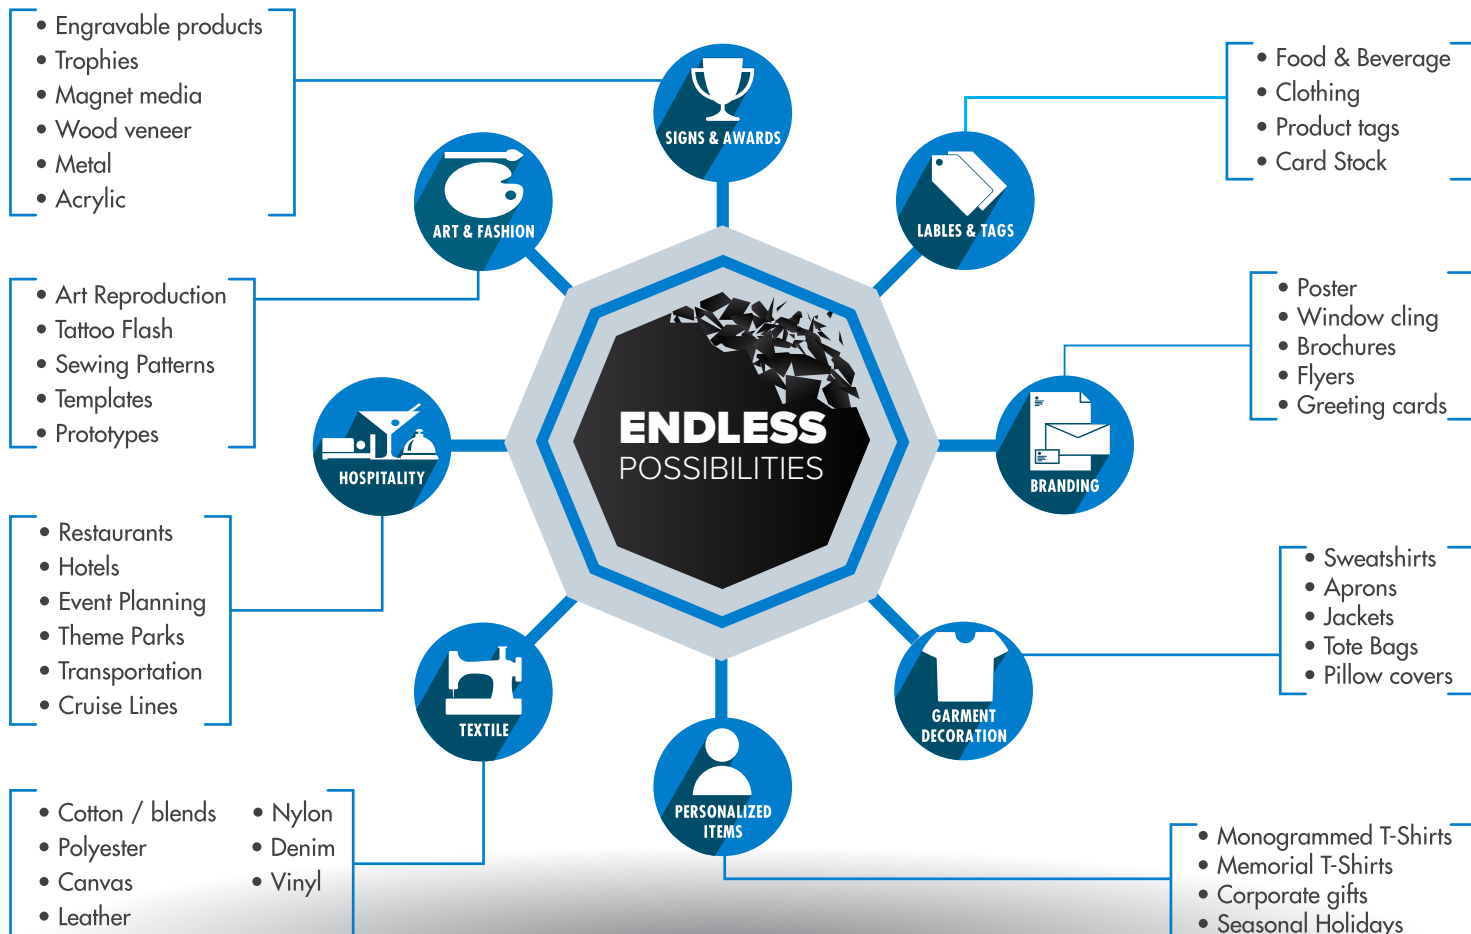 • Engravable products
• Trophies
• Magnet media
• Wood veneer
• Metal
• Acrylic
SIGNS & AWARDS
• Food & Beverage
• Clothing
• Product tags
• Card Stock
LABLES & TAGS
ART & FASHION
• Art Reproduction
• Tattoo Flash
• Sewing Patterns
• Templates
• Prototypes
• Poster
• Window cling
• Brochures
• Flyers
• Greeting cards
BRANDING
ENDLESS
POSSIBILITIES
HOSPITALITY
• Restaurants
• Hotels
• Event Planning
• Theme Parks
• Transportation
• Cruise Lines
• Sweatshirts
• Aprons
• Jackets
• Tote Bags
• Pillow covers
GARMENT
DECORATION
TEXTILE
• Cotton / blends
• Polyester
• Canvas
• Leather
• Nylon
• Denim
• Vinyl
PERSONALIZED
ITEMS
• Monogrammed T-Shirts
• Memorial T-Shirts
• Corporate gifts
• Seasonal Holidays